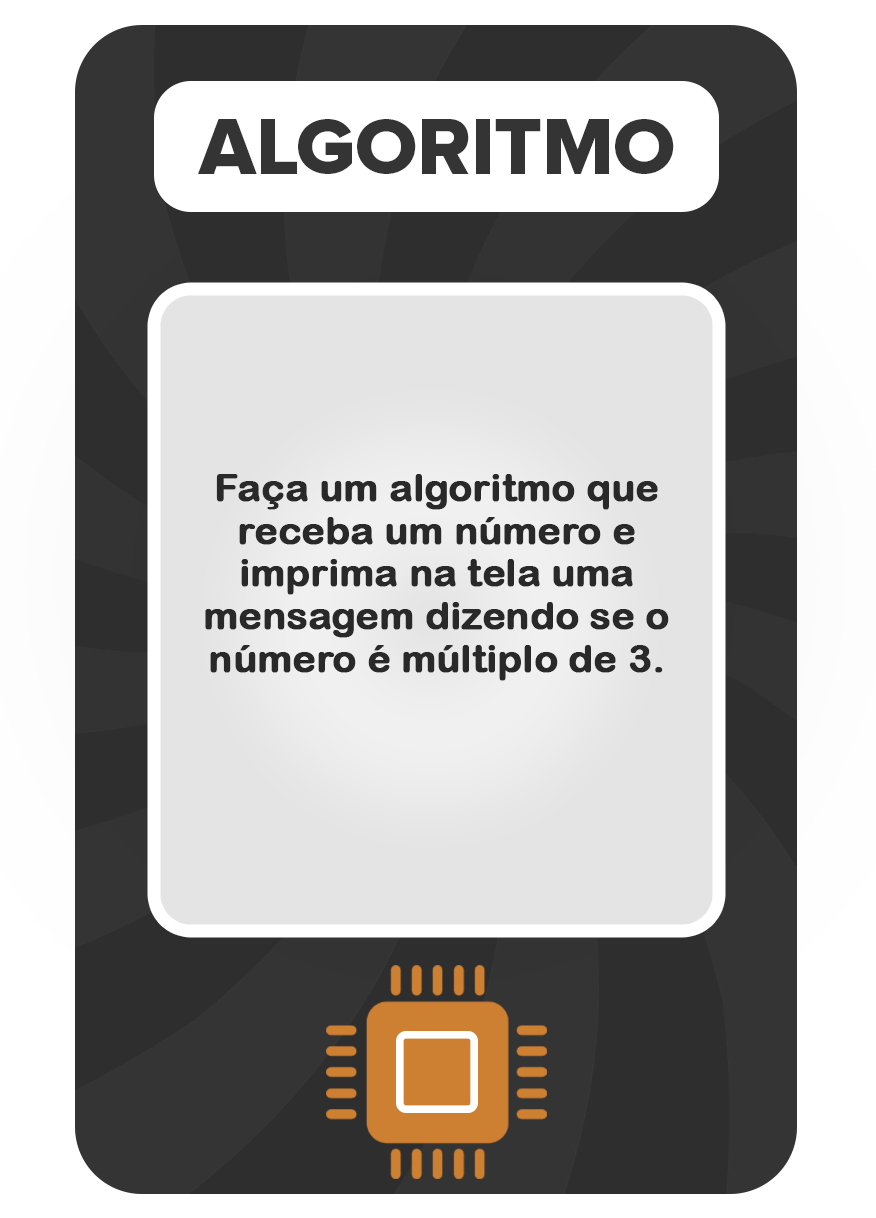 ALGORITMO
Faça um algoritmo que
receba um número e
imprima na tela uma
mensagem dizendo se o
número é múltiplo de 3.